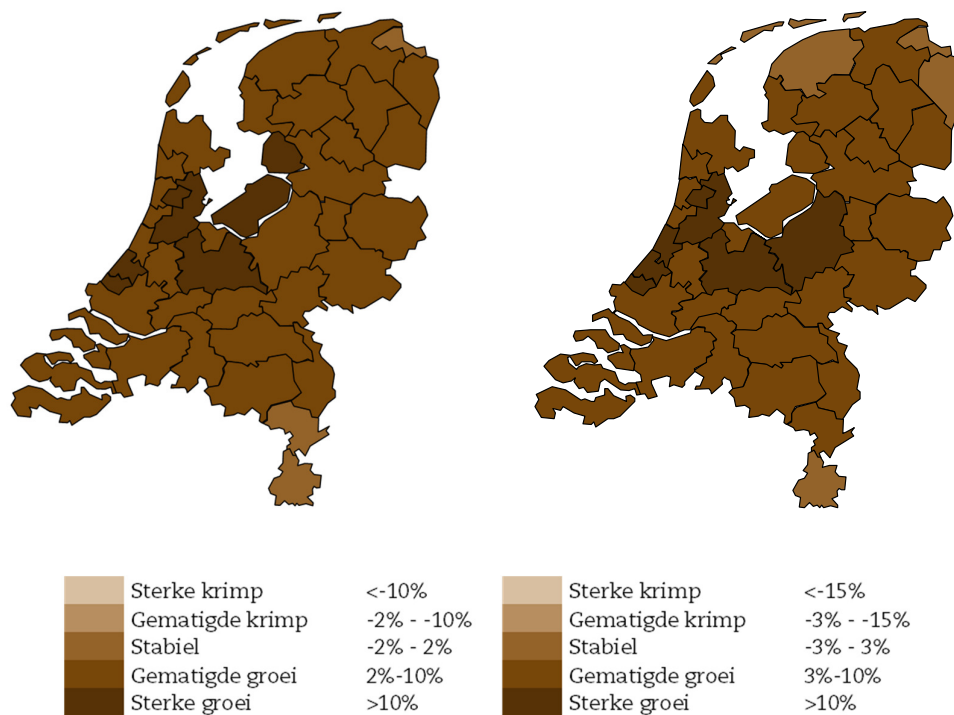 Sterke krimp <-10%
Gematigde krimp -2% - -10%
Stabiel -2% - 2%
Gematigde groei 2%-10%
Sterke groei >10%
Sterke krimp <-15%
Gematigde krimp -3% - -15%
Stabiel -3% - 3%
Gematigde groei 3%-10%
Sterke groei >10%